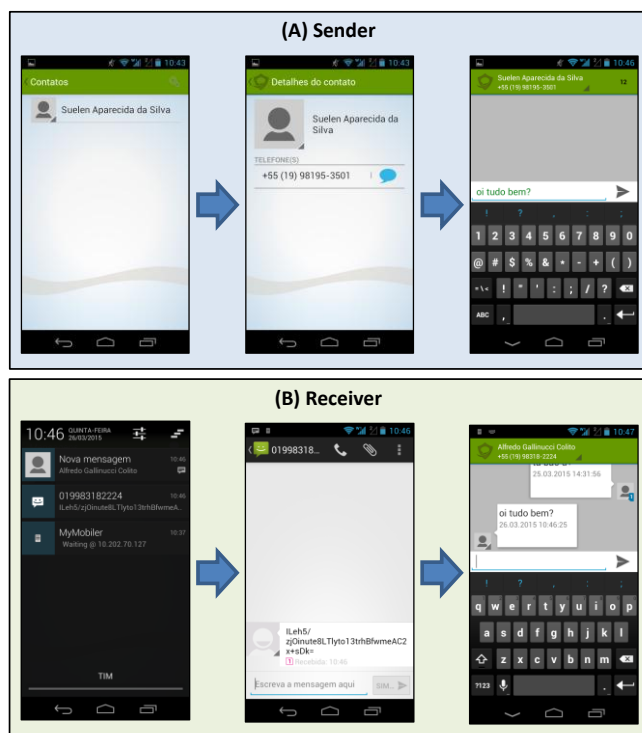 (A) Sender
10:43
Contatos
Suelen Aparecida da Silva
10:43
Detalhes do contato
Suelen Aparecida da
Silva
TELEFONE(S)
+55 (19) 98195-3501
10:46
Suelen Aparecida da Silva
+55 (19) 98195-3501
12
oi tudo bem?
! ? , : ;
1 2 3 4 5 6 7 8 9 0
@ # $ % & * - + ( )
=\< ! " ' : ; / ?
ABC , .
(B) Receiver
10:46 QUINTA-FEIRA
26/03/2015
Nova mensagem 10:46
Alfredo Gallinucci Colito
019983182224 10:46
ILeh5/zjOinute8LTlyto13trhBfwmeA..
MyMobiler 10:37
Waiting @ 10.202.70.127
TIM
10:46
01998318...
ILeh5/
zjOinute8LTlyto13trhBfwmeAC2
x+sDk=
1 Recebida: 10:46
Escreva a mensagem aqui
SIM...
10:47
Alfredo Gallinucci Colito
+55 (19) 98318-2224
25.03.2015 14:31:56
1
oi tudo bem?
26.03.2015 10:46:25
! ? , : ;
q w e r t y u i o p
a s d f g h j k l
z x c v b n m
?123 .